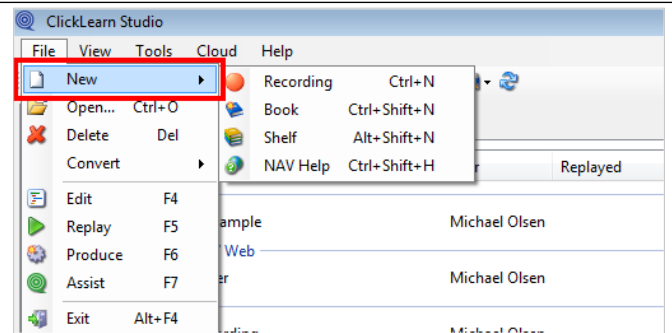 ClickLearn Studio
File View Tools Cloud Help
New
Recording Ctrl+N
Open... Ctrl+O
Book Ctrl+Shift+N
Delete Del
Shelf Alt+Shift+N
Convert
NAV Help Ctrl+Shift+H
Replayed
Edit F4
Replay F5
ample Michael Olsen
Produce F6
Web
Assist F7
er Michael Olsen
Exit Alt+F4